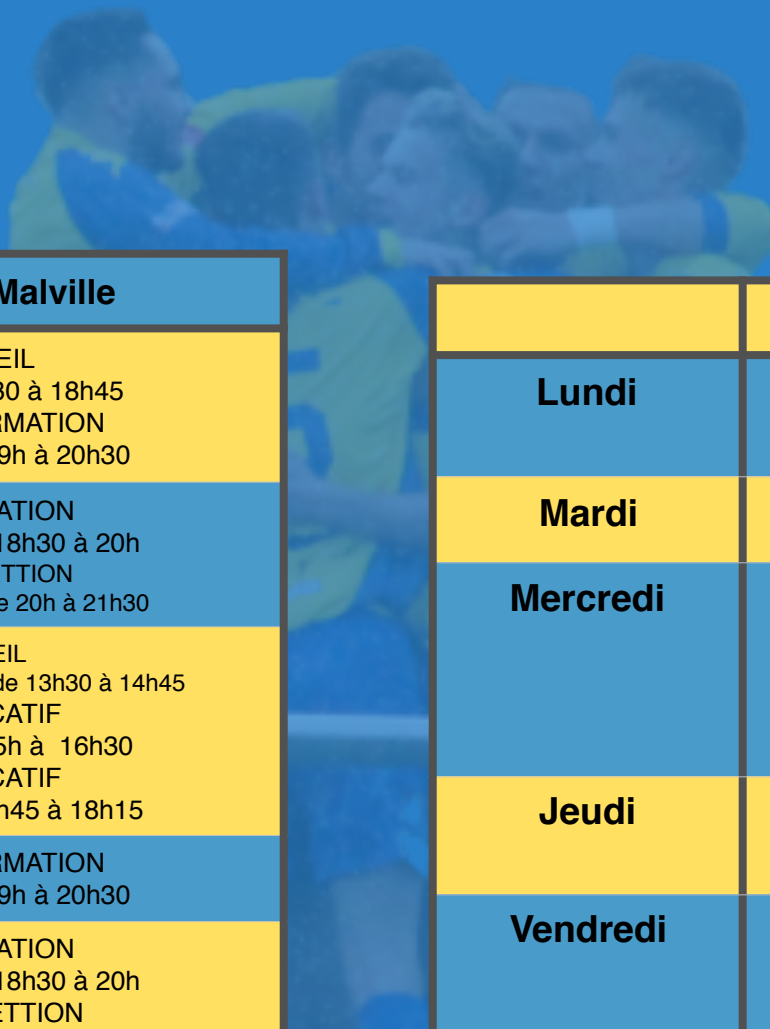 Malville
EIL
30 à 18h45
RMATION
9h à 20h30
ATION
18h30 à 20h
TTION
e 20h à 21h30
EIL
de 13h30 à 14h45
CATIF
5h à 16h30
CATIF
h45 à 18h15
RMATION
9h à 20h30
ATION
18h30 à 20h
ETTION
Lundi
Mardi
Mercredi
Jeudi
Vendredi